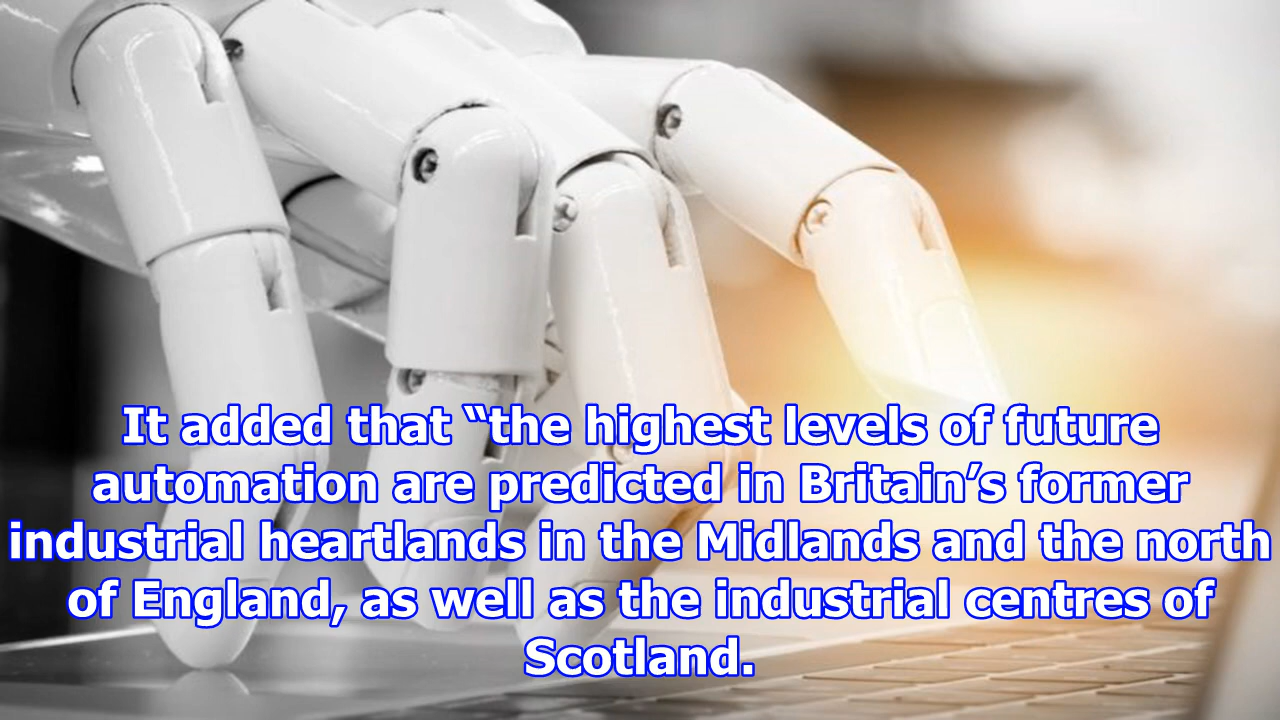 It added that “the highest levels of future
automation are predicted in Britain’s former
industrial heartlands in the Midlands and the north
of England, as well as the industrial centres of
Scotland.